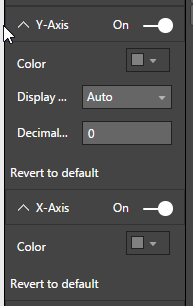 Y-Axis On
Color
Display ... Auto
Decimal... 0
Revert to default
X-Axis On
Color
Revert to default